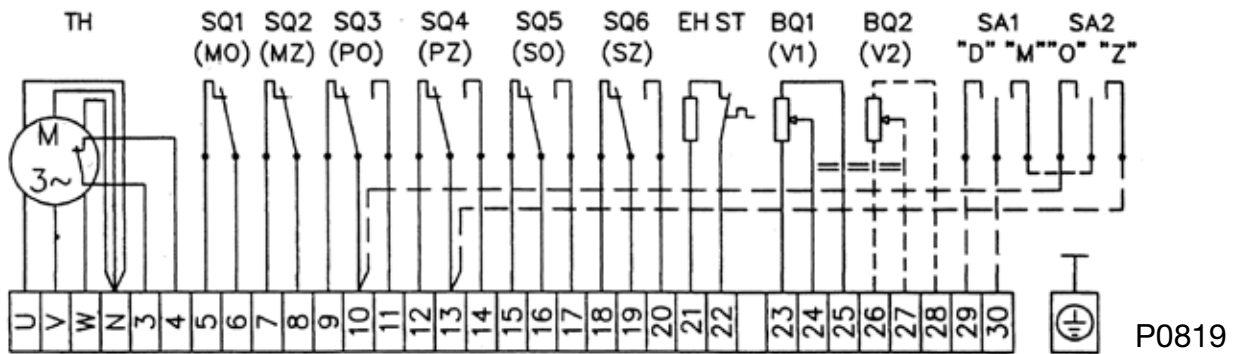 TH SQ1 SQ2 SQ3 SQ4 SQ5 SQ6 EH ST BQ1 BQ2 SA1 SA2
(MO) (MZ) (PO) (PZ) (SO) (SZ) (V1) (V2) "D" "M" "O" "Z"
M
3~
U V W N 3 4 5 6 7 8 9 10 11 12 13 14 15 16 17 18 19 20 21 22 23 24 25 26 27 28 29 30
P0819